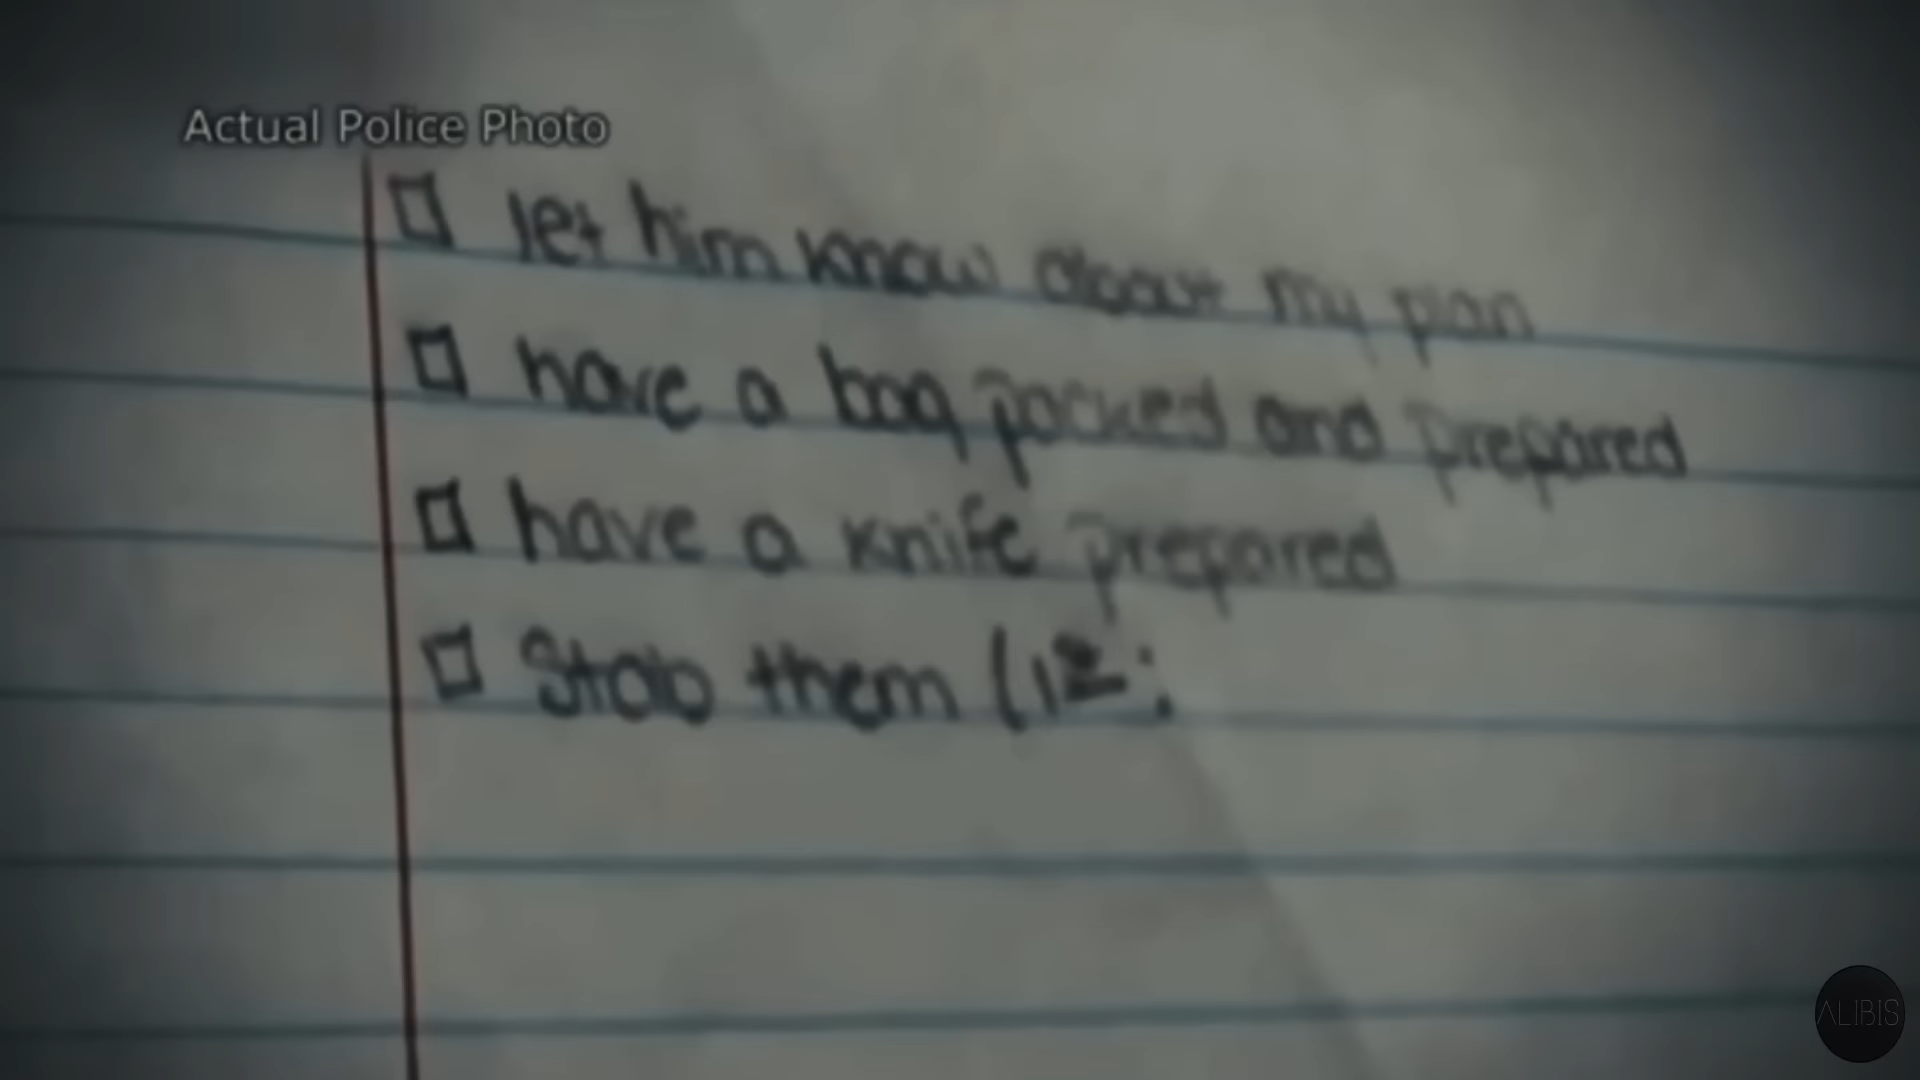 Actual Police Photo
let him know about my plan
have a bag packed and prepared
have a knife prepared
Stab them (12:
ALIBIS